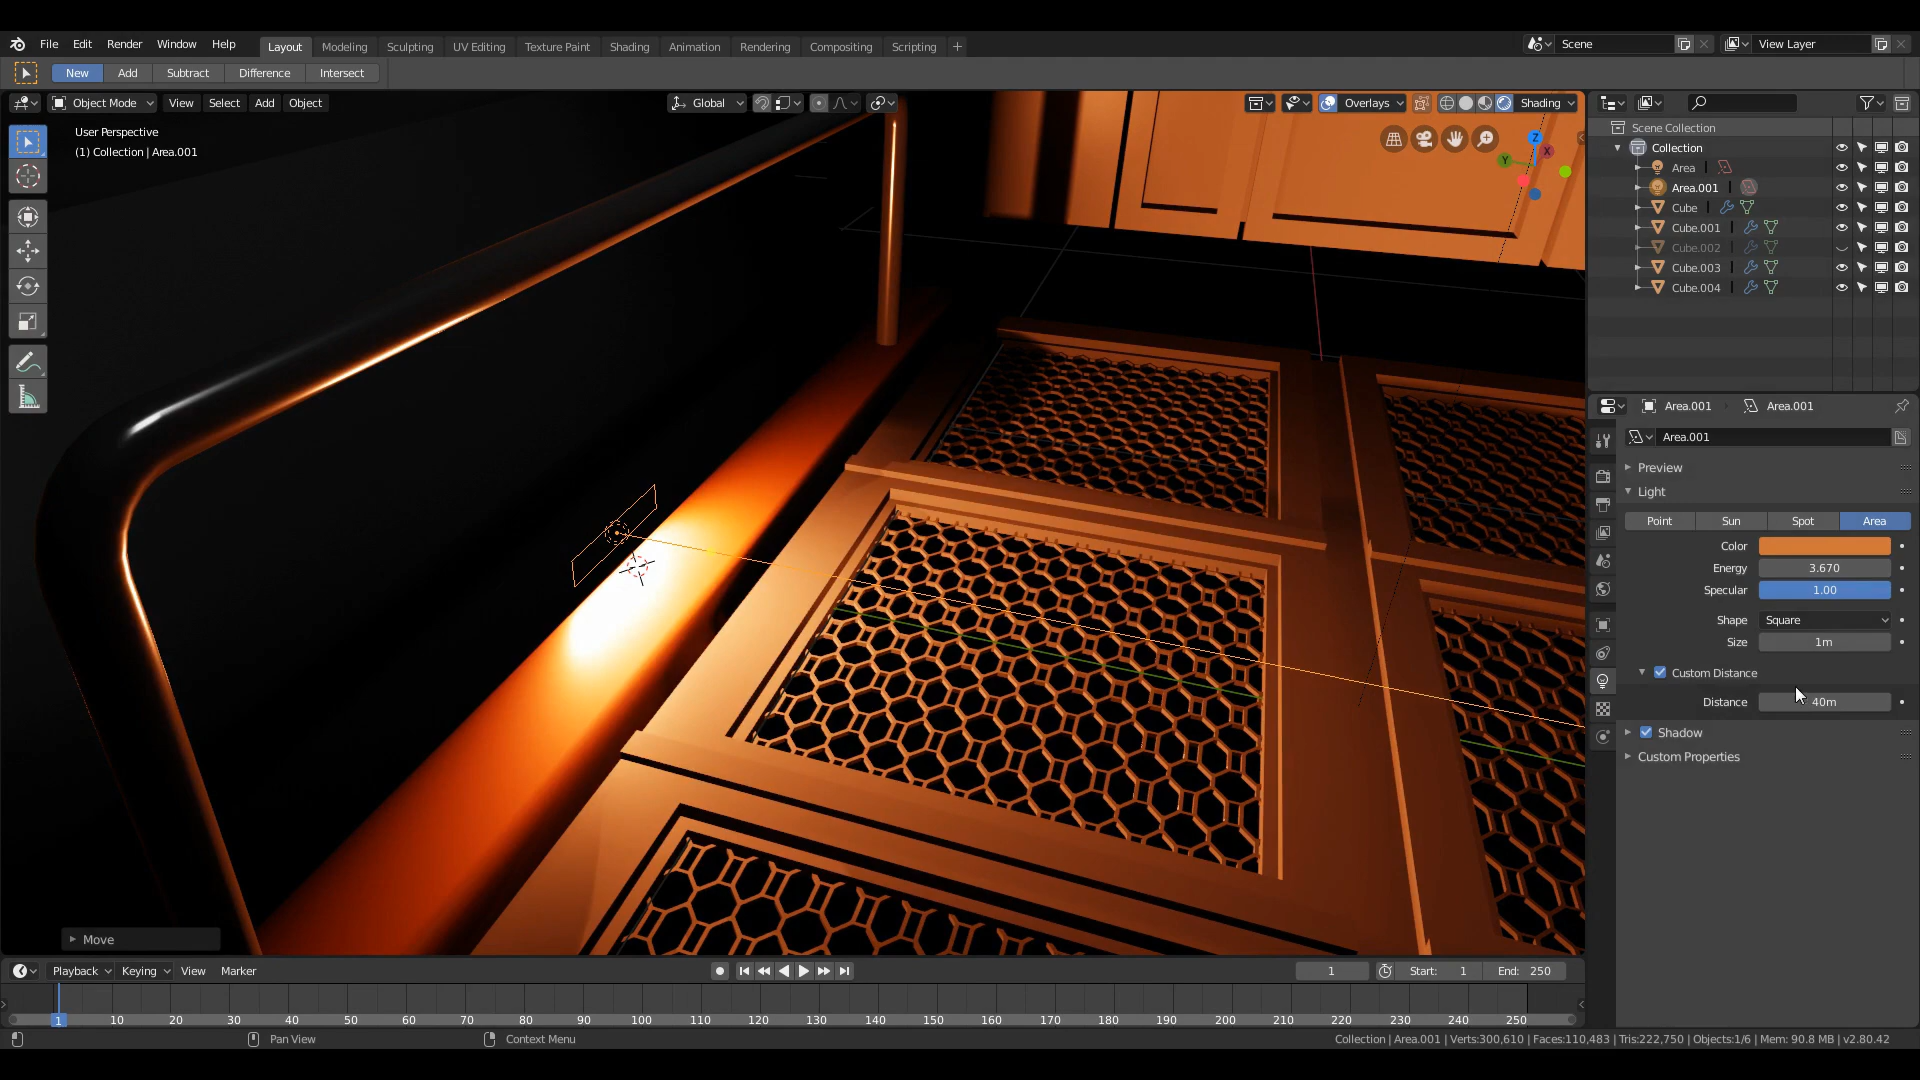 File Edit Render Window Help Layout Modeling Sculpting UV Editing Texture Paint Shading Animation Rendering Compositing Scripting + Scene View Layer
New Add Subtract Difference Intersect
Object Mode View Select Add Object Global Overlays Shading
User Perspective
(1) Collection | Area.001
Z
X
Y
Scene Collection
Collection
Area
Area.001
Cube
Cube.001
Cube.002
Cube.003
Cube.004
Area.001 Area.001
Area.001
Preview
Light
Point Sun Spot Area
Color
Energy 3.670
Specular 1.00
Shape Square
Size 1m
Custom Distance
Distance 40m
Shadow
Custom Properties
Move
Playback Keying View Marker 1 Start: 1 End: 250
1 10 20 30 40 50 60 70 80 90 100 110 120 130 140 150 160 170 180 190 200 210 220 230 240 250
Pan View Context Menu Collection | Area.001 | Verts:300,610 | Faces:110,483 | Tris:222,750 | Objects:1/6 | Mem: 90.8 MB | v2.80.42